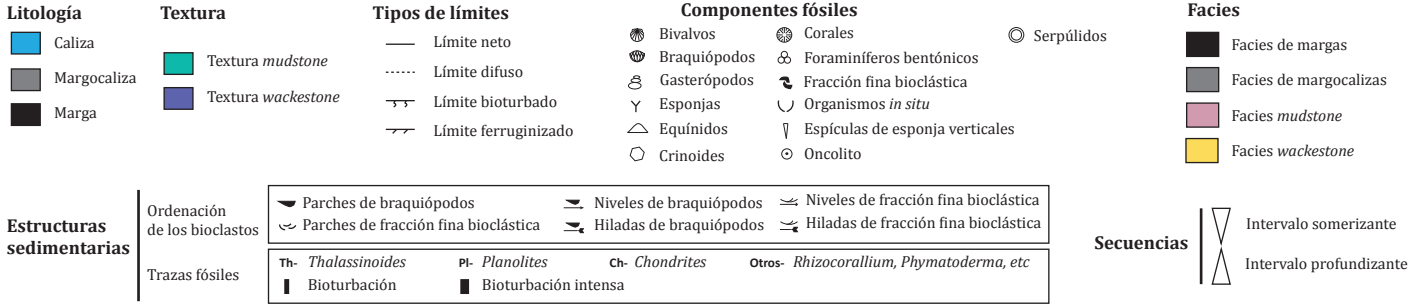 Litología
Caliza
Margocaliza
Marga
Textura
Textura mudstone
Textura wackestone
Tipos de límites
Límite neto
Límite difuso
Límite bioturbado
Límite ferruginizado
Componentes fósiles
Bivalvos
Braquiópodos
Gasterópodos
Esponjas
Equínidos
Crinoides
Corales
Foraminíferos bentónicos
Fracción fina bioclástica
Organismos in situ
Espículas de esponja verticales
Oncolito
Serpúlidos
Facies
Facies de margas
Facies de margocalizas
Facies mudstone
Facies wackestone
Estructuras
sedimentarias
Ordenación
de los bioclastos
Parches de braquiópodos
Parches de fracción fina bioclástica
Niveles de braquiópodos
Hiladas de braquiópodos
Niveles de fracción fina bioclástica
Hiladas de fracción fina bioclástica
Trazas fósiles
Th- Thalassinoides
Pl- Planolites
Ch- Chondrites
Otros- Rhizocorallium, Phymatoderma, etc
Bioturbación
Bioturbación intensa
Secuencias
Intervalo somerizante
Intervalo profundizante